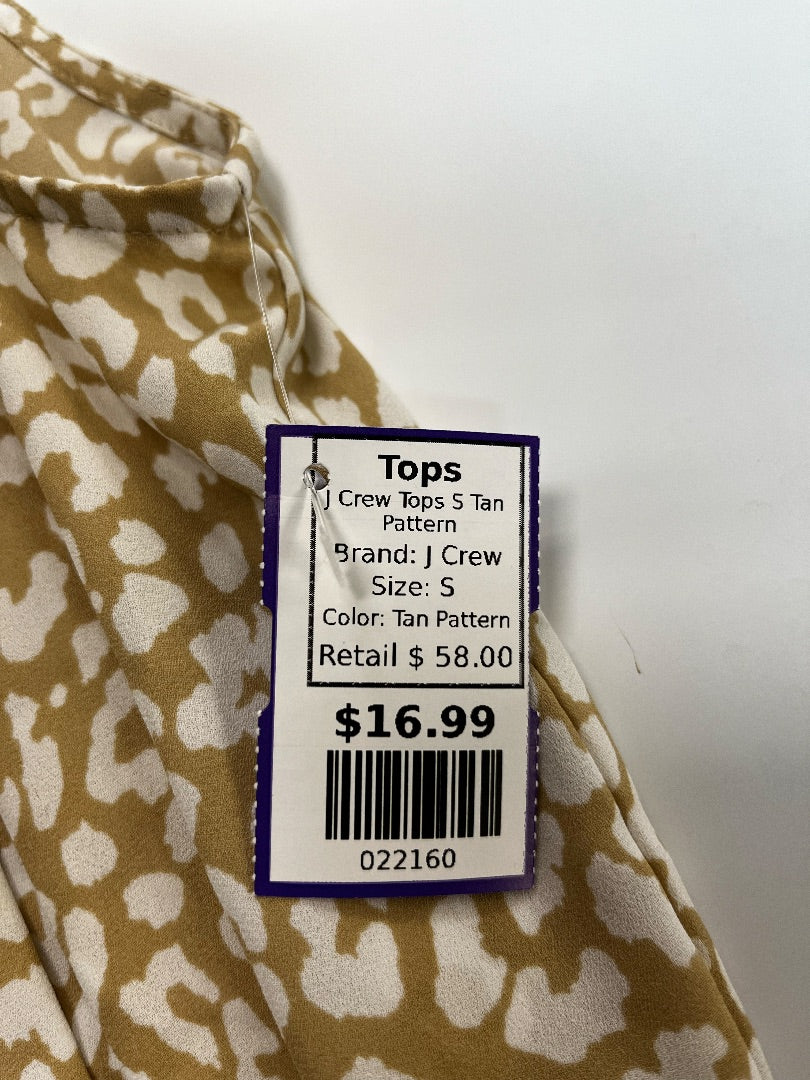 Tops
J Crew Tops S Tan
Pattern
Brand: J Crew
Size: S
Color: Tan Pattern
Retail $ 58.00
$16.99
022160